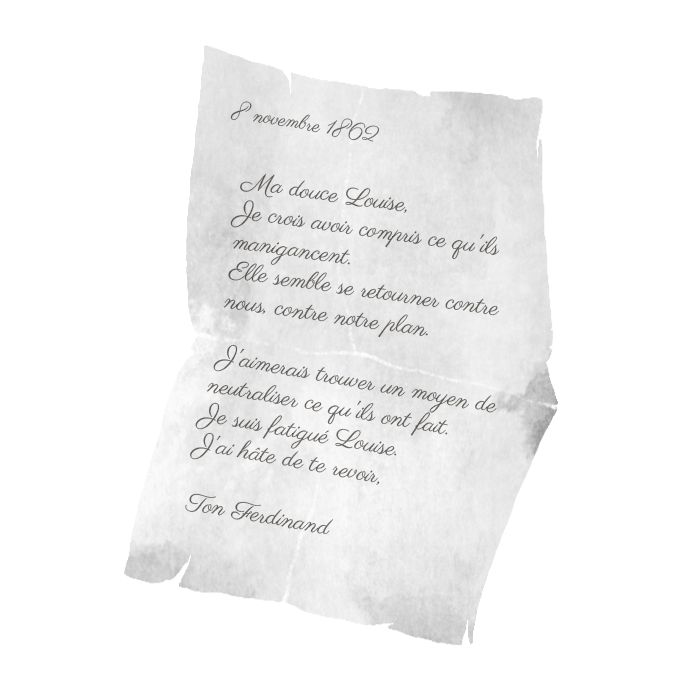 8 novembre 1862
Ma douce Louise,
Je crois avoir compris ce qu'ils
manigancent.
Elle semble se retourner contre
nous, contre notre plan.
J'aimerais trouver un moyen de
neutraliser ce qu'ils ont fait.
Je suis fatigué Louise.
J'ai hâte de te revoir,
Ton Ferdinand